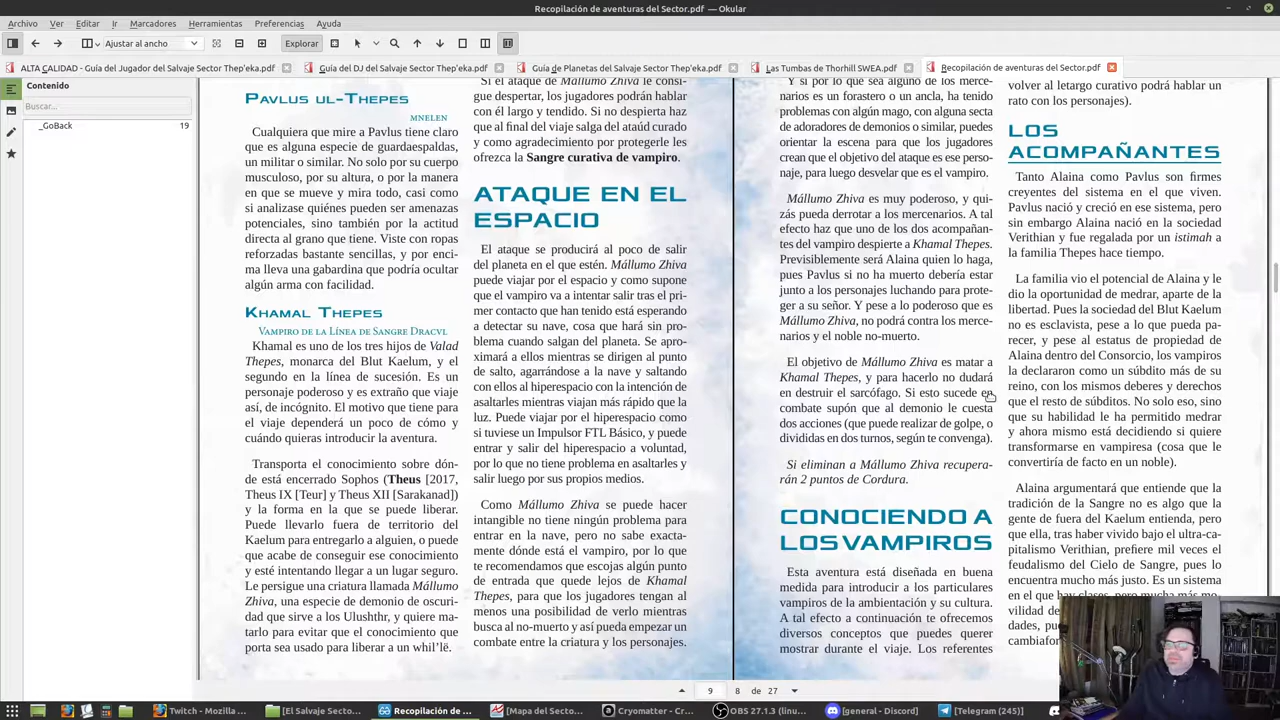 Recopilación de aventuras del Sector.pdf — Okular
Archivo Ver Editar Ir Marcadores Herramientas Preferencias Ayuda
Ajustar al ancho Explorar
ALTA CALIDAD - Guía del Jugador del Salvaje Sector Thep'eka.pdf Guía del DJ del Salvaje Sector Thep'eka.pdf Guía de Planetas del Salvaje Sector Thep'eka.pdf Las Tumbas de Thorhill SWEA.pdf Recopilación de aventuras del Sector.pdf
Contenido
Buscar...
_GoBack 19
Pavlus ul-Thepes
Mnelen
Cualquiera que mire a Pavlus tiene claro
que es alguna especie de guardaespaldas,
un militar o similar. No solo por su cuerpo
musculoso, por su altura, o por la manera
en que se mueve y mira todo, casi como
si analizase quiénes pueden ser amenazas
potenciales, sino también por la actitud
directa al grano que tiene. Viste con ropas
reforzadas bastante sencillas, y por enci-
ma lleva una gabardina que podría ocultar
algún arma con facilidad.
Khamal Thepes
Vampiro de la Línea de Sangre Dracvl
Khamal es uno de los tres hijos de Valad
Thepes, monarca del Blut Kaelum, y el
segundo en la línea de sucesión. Es un
personaje poderoso y es extraño que viaje
así, de incógnito. El motivo que tiene para
el viaje dependerá un poco de cómo y
cuándo quieras introducir la aventura.
Transporta el conocimiento sobre dón-
de está encerrado Sophos (Theus [2017,
Theus IX [Teur] y Theus XII [Sarakanad])
y la forma en la que se puede liberar.
Puede llevarlo fuera de territorio del
Kaelum para entregarlo a alguien, o puede
que acabe de conseguir ese conocimiento
y esté intentando llegar a un lugar seguro.
Le persigue una criatura llamada Mállumo
Zhiva, una especie de demonio de oscuri-
dad que sirve a los Ulushthr, y quiere ma-
tarlo para evitar que el conocimiento que
porta sea usado para liberar a un whil'lë.
Si el ataque de Mállumo Zhiva le consi-
gue despertar, los jugadores podrán hablar
con él largo y tendido. Si no despierta haz
que al final del viaje salga del ataúd curado
y como agradecimiento por protegerle les
ofrezca la Sangre curativa de vampiro.
ATAQUE EN EL
ESPACIO
El ataque se producirá al poco de salir
del planeta en el que estén. Mállumo Zhiva
puede viajar por el espacio y como supone
que el vampiro va a intentar salir tras el pri-
mer contacto que han tenido está esperando
a detectar su nave, cosa que hará sin pro-
blema cuando salgan del planeta. Se apro-
ximará a ellos mientras se dirigen al punto
de salto, agarrándose a la nave y saltando
con ellos al hiperespacio con la intención de
asaltarles mientras viajan más rápido que la
luz. Puede viajar por el hiperespacio como
si tuviese un Impulsor FTL Básico, y puede
entrar y salir del hiperespacio a voluntad,
por lo que no tiene problema en asaltarles y
salir luego por sus propios medios.
Como Mállumo Zhiva se puede hacer
intangible no tiene ningún problema para
entrar en la nave, pero no sabe exacta-
mente dónde está el vampiro, por lo que
te recomendamos que escojas algún punto
de entrada que quede lejos de Khamal
Thepes, para que los jugadores tengan al
menos una posibilidad de verlo mientras
busca al no-muerto y así pueda empezar un
combate entre la criatura y los personajes.
Y si por lo que sea alguno de los merce-
narios es un forastero o un ancla, ha tenido
problemas con algún mago, con alguna secta
de adoradores de demonios o similar, puedes
orientar la escena para que los jugadores
crean que el objetivo del ataque es ese perso-
naje, para luego desvelar que es el vampiro.
Mállumo Zhiva es muy poderoso, y qui-
zás pueda derrotar a los mercenarios. A tal
efecto haz que uno de los dos acompañan-
tes del vampiro despierte a Khamal Thepes.
Previsiblemente será Alaina quien lo haga,
pues Pavlus si no ha muerto debería estar
junto a los personajes luchando para prote-
ger a su señor. Y pese a lo poderoso que es
Mállumo Zhiva, no podrá contra los merce-
narios y el noble no-muerto.
El objetivo de Mállumo Zhiva es matar a
Khamal Thepes, y para hacerlo no dudará
en destruir el sarcófago. Si esto sucede en
combate supón que al demonio le cuesta
dos acciones (que puede realizar de golpe, o
divididas en dos turnos, según te convenga).
Si eliminan a Mállumo Zhiva recupera-
rán 2 puntos de Cordura.
CONOCIENDO A
LOS VAMPIROS
Esta aventura está diseñada en buena
medida para introducir a los particulares
vampiros de la ambientación y su cultura.
A tal efecto a continuación te ofrecemos
diversos conceptos que puedes querer
mostrar durante el viaje. Los referentes
volver al letargo curativo podrá hablar un
rato con los personajes).
LOS
ACOMPAÑANTES
Tanto Alaina como Pavlus son firmes
creyentes del sistema en el que viven.
Pavlus nació y creció en ese sistema, pero
sin embargo Alaina nació en la sociedad
Verithian y fue regalada por un istimah a
la familia Thepes hace tiempo.
La familia vio el potencial de Alaina y le
dio la oportunidad de medrar, aparte de la
libertad. Pues la sociedad del Blut Kaelum
no es esclavista, pese a lo que pueda pa-
recer, y pese al estatus de propiedad de
Alaina dentro del Consorcio, los vampiros
la declararon como un súbdito más de su
reino, con los mismos deberes y derechos
que el resto de súbditos. No solo eso, sino
que su habilidad le ha permitido medrar
y ahora mismo está decidiendo si quiere
transformarse en vampiresa (cosa que le
convertiría de facto en un noble).
Alaina argumentará que entiende que la
tradición de la Sangre no es algo que la
gente de fuera del Kaelum entienda, pero
que ella, tras haber vivido bajo el ultra-ca-
pitalismo Verithian, prefiere mil veces el
feudalismo del Cielo de Sangre, pues lo
encuentra mucho más justo. Es un sistema
en el que hay clases, pero mucha más mo-
vilidad de
dades, pu
cambiafor
9 8 de 27
Twitch - Mozilla ... [El Salvaje Secto... Recopilación de ... [Mapa del Secto... Cryomatter - Cr... OBS 27.1.3 (linu... [general - Discord] [Telegram (245)]